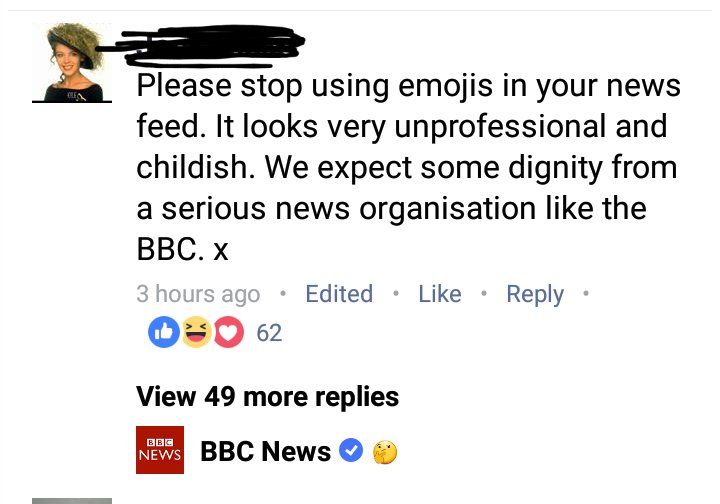 Please stop using emojis in your news
feed. It looks very unprofessional and
childish. We expect some dignity from
a serious news organisation like the
BBC. x
3 hours ago • Edited • Like • Reply •
62
View 49 more replies
BBC
NEWS
BBC News 🤔